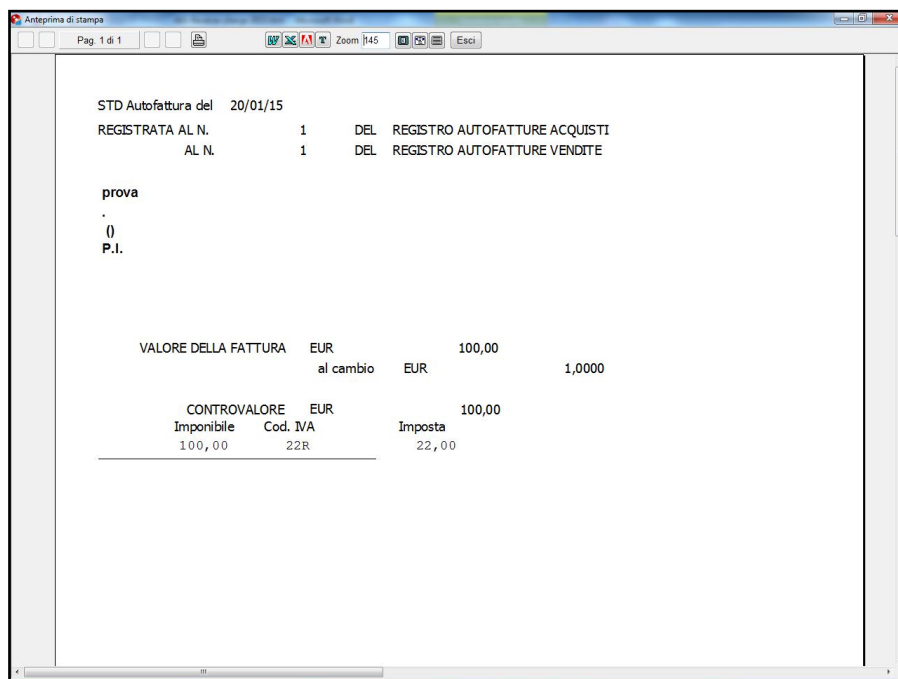 Anteprima di stampa
Pag. 1 di 1 Zoom 145 Esci
STD Autofattura del 20/01/15
REGISTRATA AL N. 1 DEL REGISTRO AUTOFATTURE ACQUISTI
AL N. 1 DEL REGISTRO AUTOFATTURE VENDITE
prova
.
()
P.I.
VALORE DELLA FATTURA EUR 100,00
al cambio EUR 1,0000
CONTROVALORE EUR 100,00
Imponibile Cod. IVA Imposta
100,00 22R 22,00